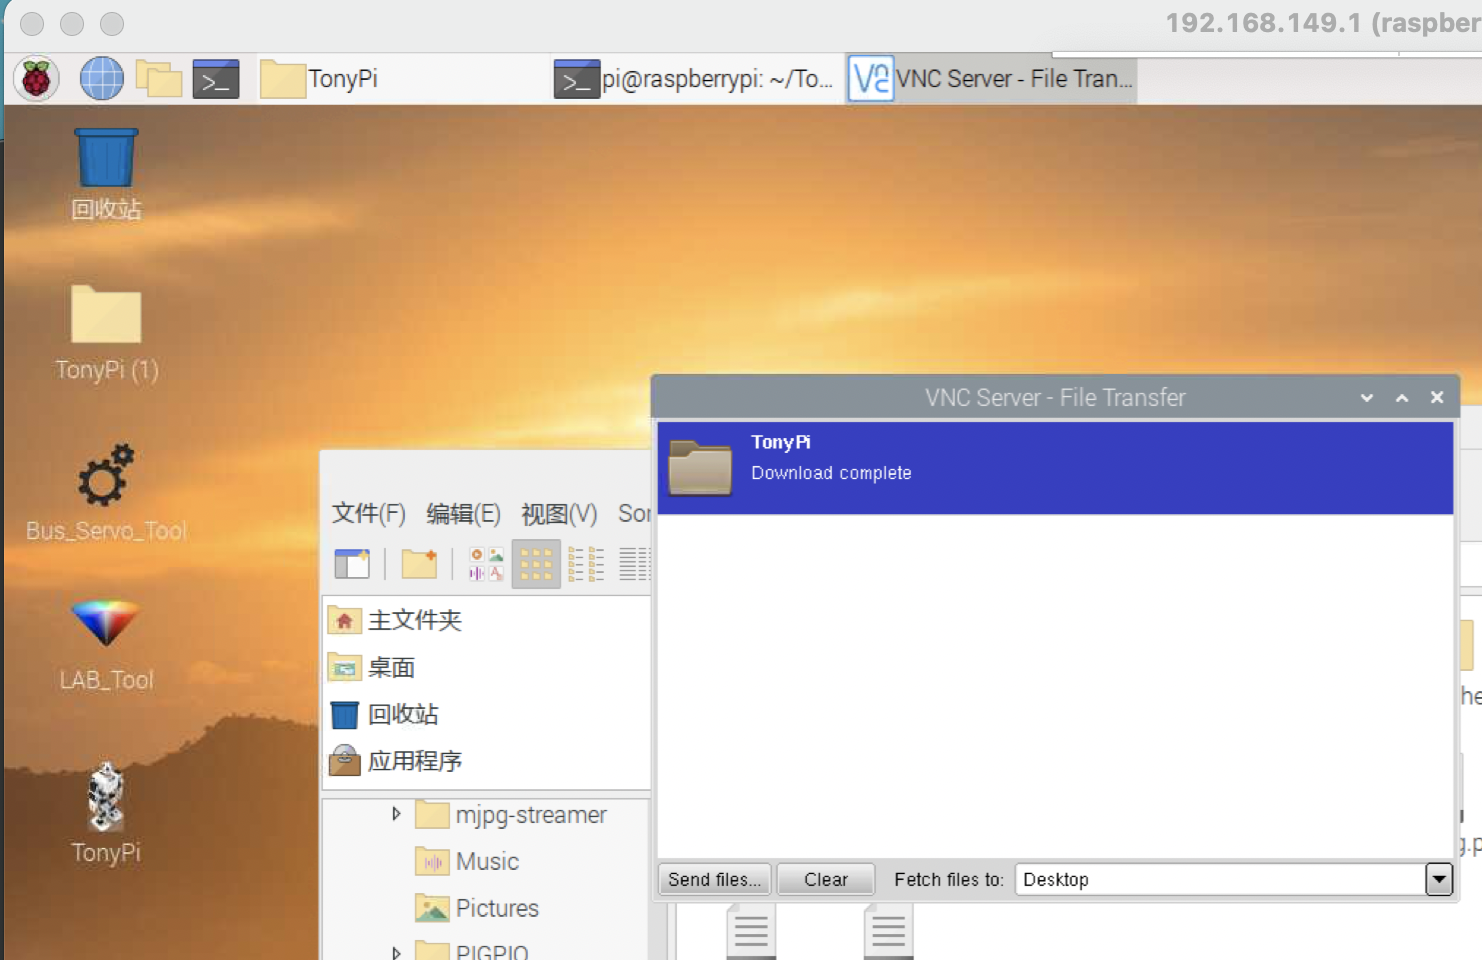 192.168.149.1 (raspber
TonyPi
pi@raspberrypi: ~/To...
VNC Server - File Tran...
回收站
TonyPi (1)
Bus_Servo_Tool
LAB_Tool
TonyPi
VNC Server - File Transfer
TonyPi
Download complete
Send files...
Clear
Fetch files to:
Desktop
文件(F)
编辑(E)
视图(V)
主文件夹
桌面
回收站
应用程序
mjpg-streamer
Music
Pictures
PIGPIO